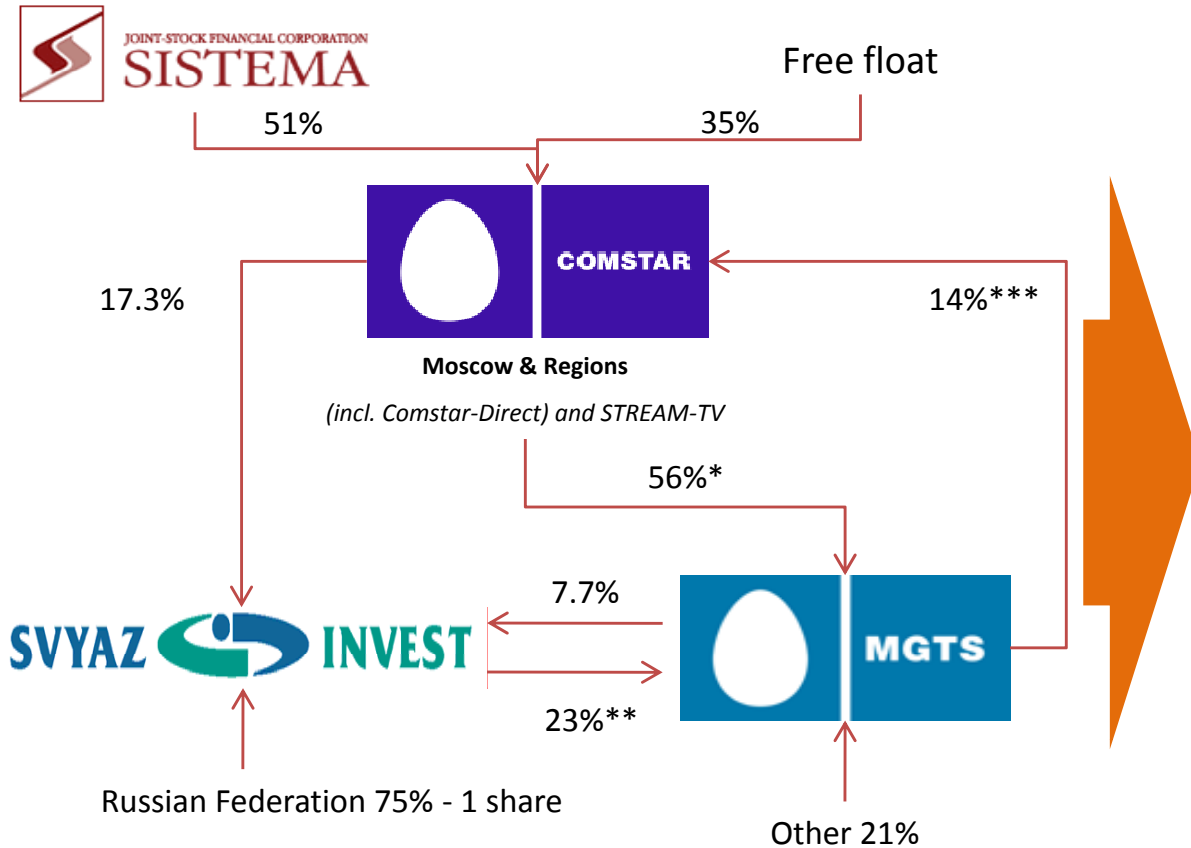 JOINT-STOCK FINANCIAL CORPORATION
SISTEMA
Free float
51%
35%
COMSTAR
17.3%
14%***
Moscow & Regions
(incl. Comstar-Direct) and STREAM-TV
56%*
7.7%
SVYAZ INVEST
MGTS
23%**
Russian Federation 75% - 1 share
Other 21%